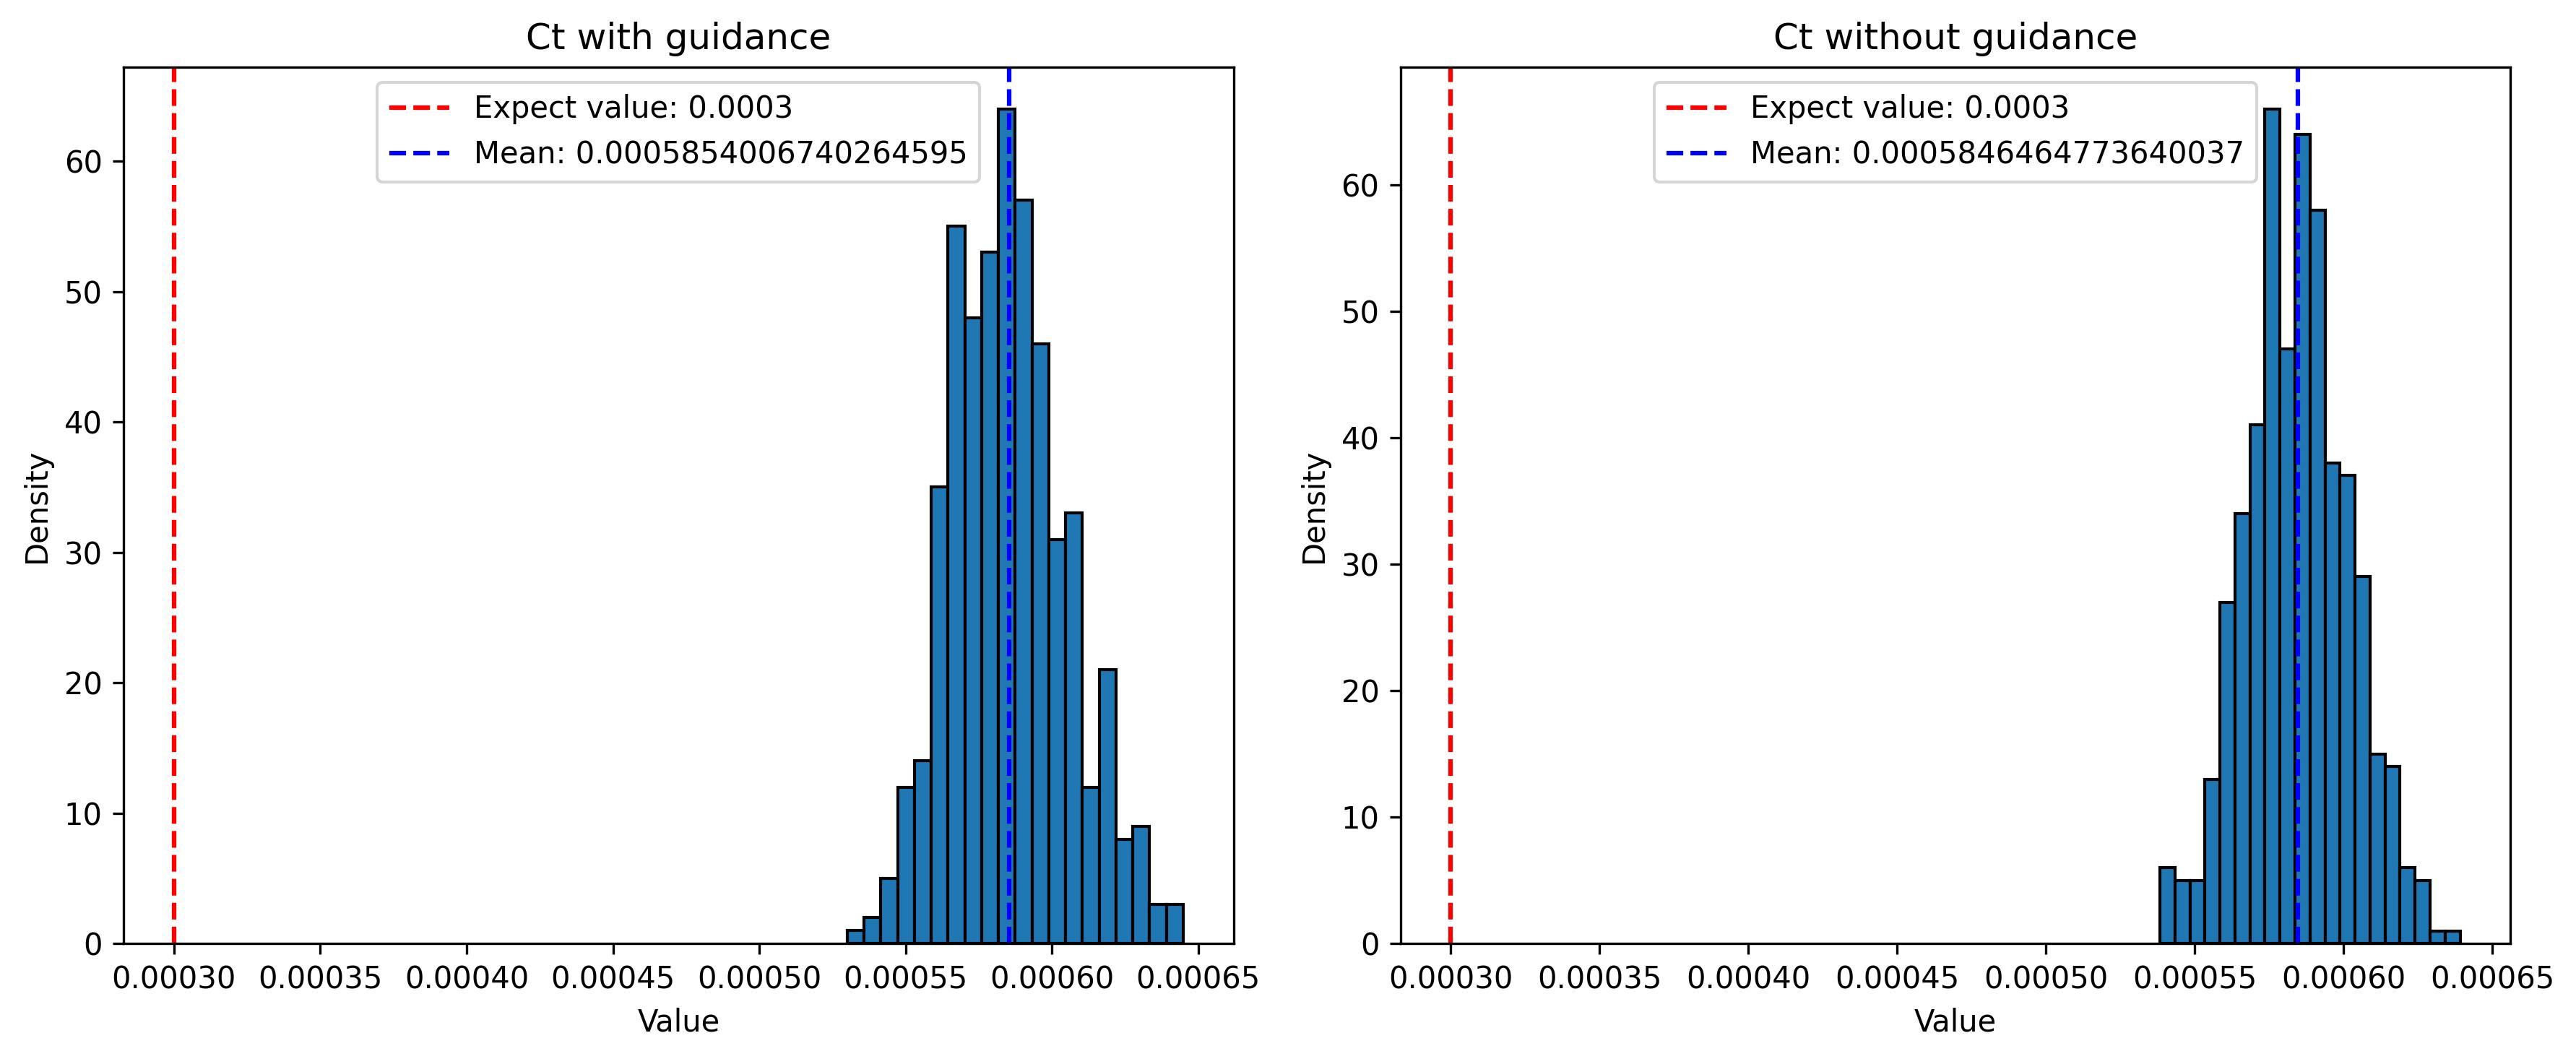 Ct with guidance
Expect value: 0.0003
Mean: 0.0005854006740264595
Density
60
50
40
30
20
10
0
0.00030 0.00035 0.00040 0.00045 0.00050 0.00055 0.00060 0.00065
Value
Ct without guidance
Expect value: 0.0003
Mean: 0.0005846464773640037
Density
60
50
40
30
20
10
0
0.00030 0.00035 0.00040 0.00045 0.00050 0.00055 0.00060 0.00065
Value